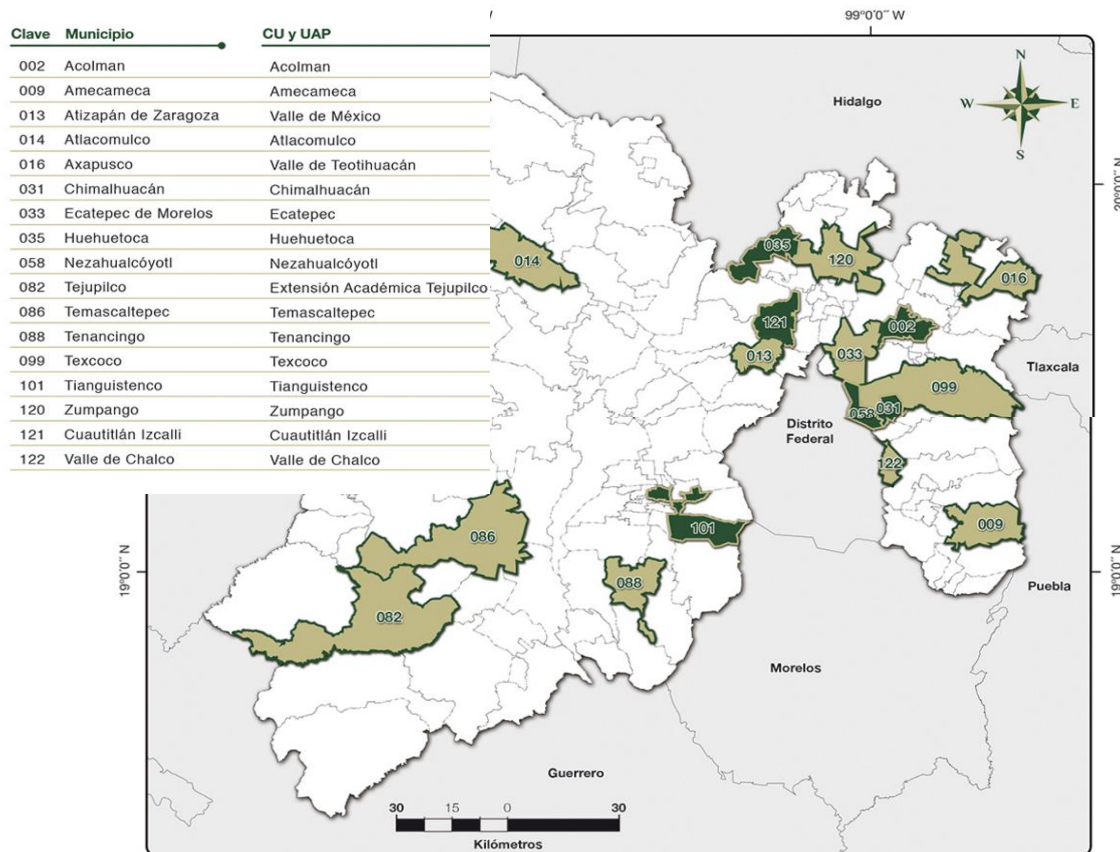 Clave Municipio CU y UAP
002 Acolman Acolman
009 Amecameca Amecameca
013 Atizapán de Zaragoza Valle de México
014 Atlacomulco Atlacomulco
016 Axapusco Valle de Teotihuacán
031 Chimalhuacán Chimalhuacán
033 Ecatepec de Morelos Ecatepec
035 Huehuetoca Huehuetoca
058 Nezahualcóyotl Nezahualcóyotl
082 Tejupilco Extensión Académica Tejupilco
086 Temascaltepec Temascaltepec
088 Tenancingo Tenancingo
099 Texcoco Texcoco
101 Tianguistenco Tianguistenco
120 Zumpango Zumpango
121 Cuautitlán Izcalli Cuautitlán Izcalli
122 Valle de Chalco Valle de Chalco
W
99°0'0'' W
N
W E
S
Hidalgo
20°0'0'' N
035
014
120
016
121
002
013
033
Tlaxcala
099
058
031
Distrito
Federal
122
086
101
009
19°0'0'' N
088
Puebla
19°0'0'' N
082
Morelos
Guerrero
30 15 0 30
Kilómetros